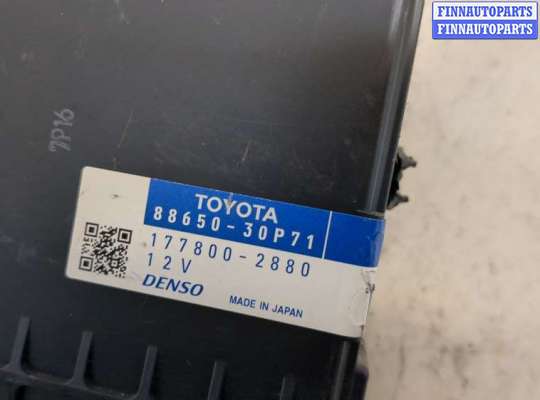 FINNAUTOPARTS
FINNAUTOPARTS
7P16
TOYOTA
88650-30P71
177800-2880
12V
DENSO
MADE IN JAPAN